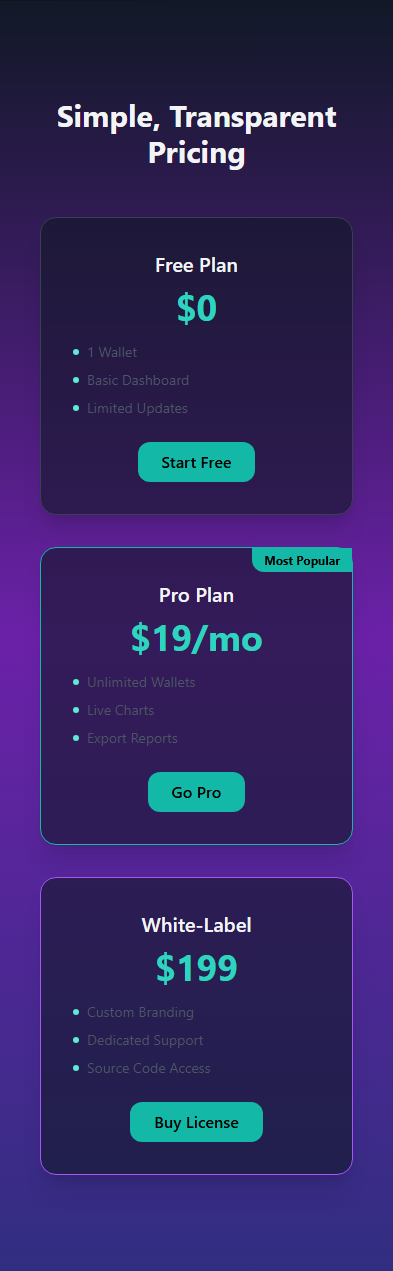 Simple, Transparent
Pricing
Free Plan
$0
1 Wallet
Basic Dashboard
Limited Updates
Start Free
Most Popular
Pro Plan
$19/mo
Unlimited Wallets
Live Charts
Export Reports
Go Pro
White-Label
$199
Custom Branding
Dedicated Support
Source Code Access
Buy License